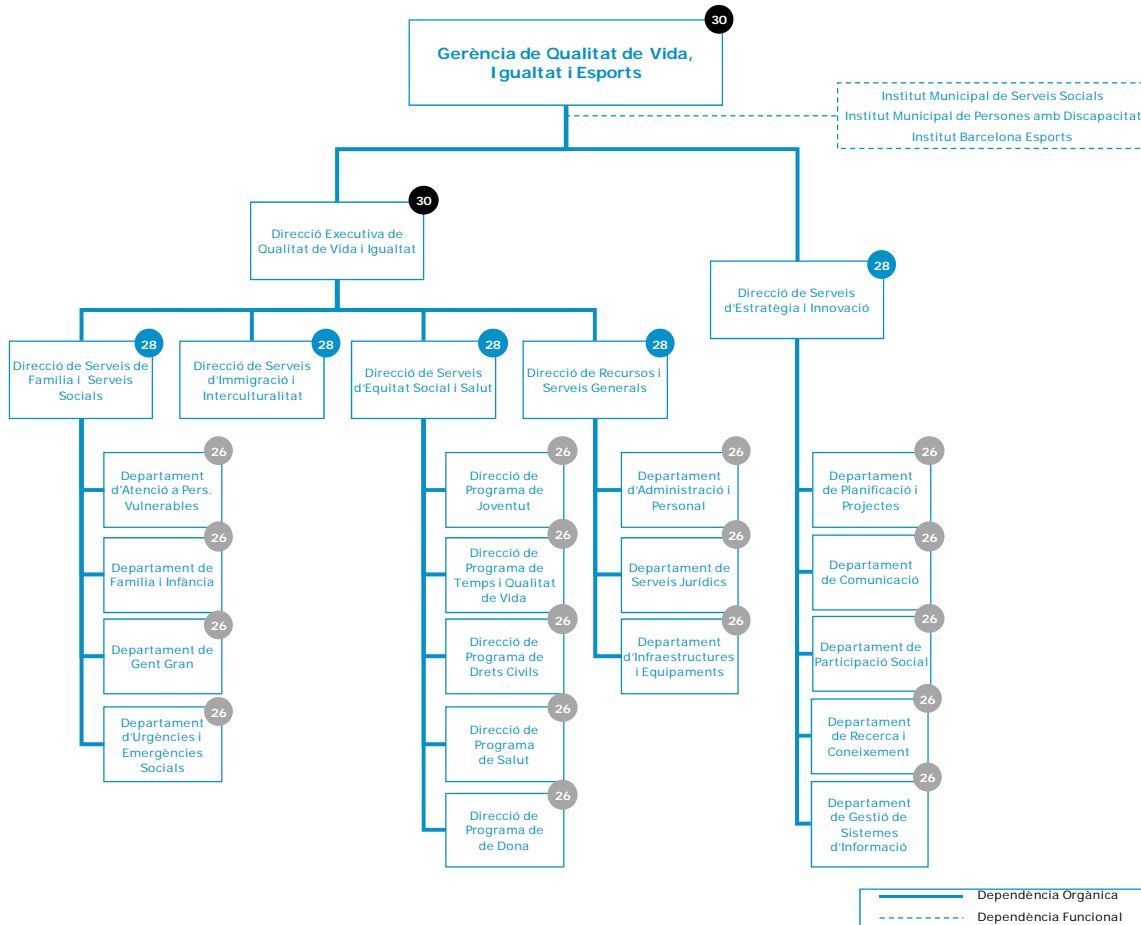 30
Gerència de Qualitat de Vida,
Igualtat i Esports
Institut Municipal de Serveis Socials
Institut Municipal de Persones amb Discapacitat
Institut Barcelona Esports
30
Direcció Executiva de
Qualitat de Vida i Igualtat
28
Direcció de Serveis
d'Estratègia i Innovació
28
Direcció de Serveis de
Família i Serveis
Socials
28
Direcció de Serveis
d'Immigració i
Interculturalitat
28
Direcció de Serveis
d'Equitat Social i Salut
28
Direcció de Recursos i
Serveis Generals
26
Departament
d'Atenció a Pers.
Vulnerables
26
Departament de
Família i Infància
26
Departament de
Gent Gran
26
Departament
d'Urgències i
Emergències
Socials
26
Direcció de
Programa de
Joventut
26
Direcció de
Programa de
Temps i Qualitat
de Vida
26
Direcció de
Programa de
Drets Civils
26
Direcció de
Programa
de Salut
26
Direcció de
Programa de
de Dona
26
Departament
d'Administració i
Personal
26
Departament de
Serveis Jurídics
26
Departament
d'Infraestructures
i Equipaments
26
Departament
de Planificació i
Projectes
26
Departament
de Comunicació
26
Departament de
Participació Social
26
Departament
de Recerca i
Coneixement
26
Departament
de Gestió de
Sistemes
d'Informació
Dependència Orgànica
Dependència Funcional